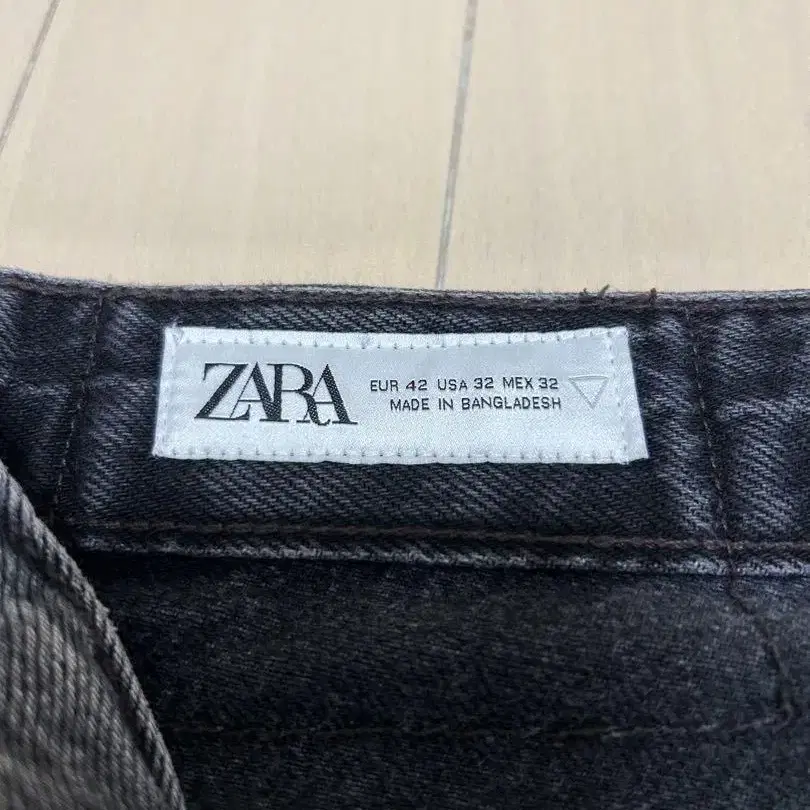 ZARA
EUR 42 USA 32 MEX 32
MADE IN BANGLADESH